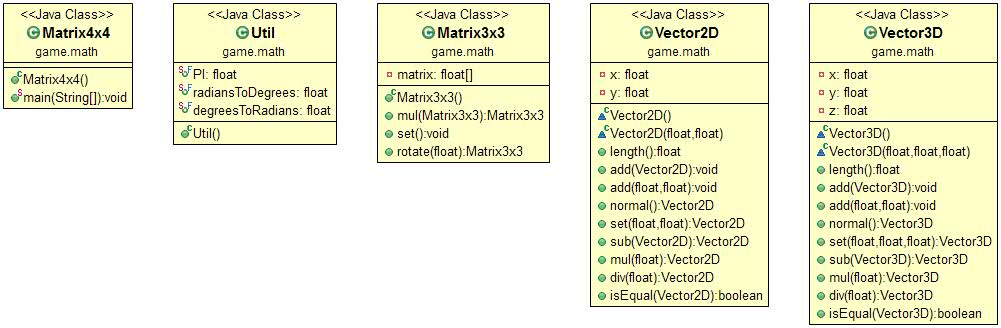 <<Java Class>>
Matrix4x4
game.math
Matrix4x4()
main(String[]):void
<<Java Class>>
Util
game.math
PI: float
radiansToDegrees: float
degreesToRadians: float
Util()
<<Java Class>>
Matrix3x3
game.math
matrix: float[]
Matrix3x3()
mul(Matrix3x3):Matrix3x3
set():void
rotate(float):Matrix3x3
<<Java Class>>
Vector2D
game.math
x: float
y: float
Vector2D()
Vector2D(float,float)
length():float
add(Vector2D):void
add(float,float):void
normal():Vector2D
set(float,float):Vector2D
sub(Vector2D):Vector2D
mul(float):Vector2D
div(float):Vector2D
isEqual(Vector2D):boolean
<<Java Class>>
Vector3D
game.math
x: float
y: float
z: float
Vector3D()
Vector3D(float,float,float)
length():float
add(Vector3D):void
add(float,float):void
normal():Vector3D
set(float,float,float):Vector3D
sub(Vector3D):Vector3D
mul(float):Vector3D
div(float):Vector3D
isEqual(Vector3D):boolean